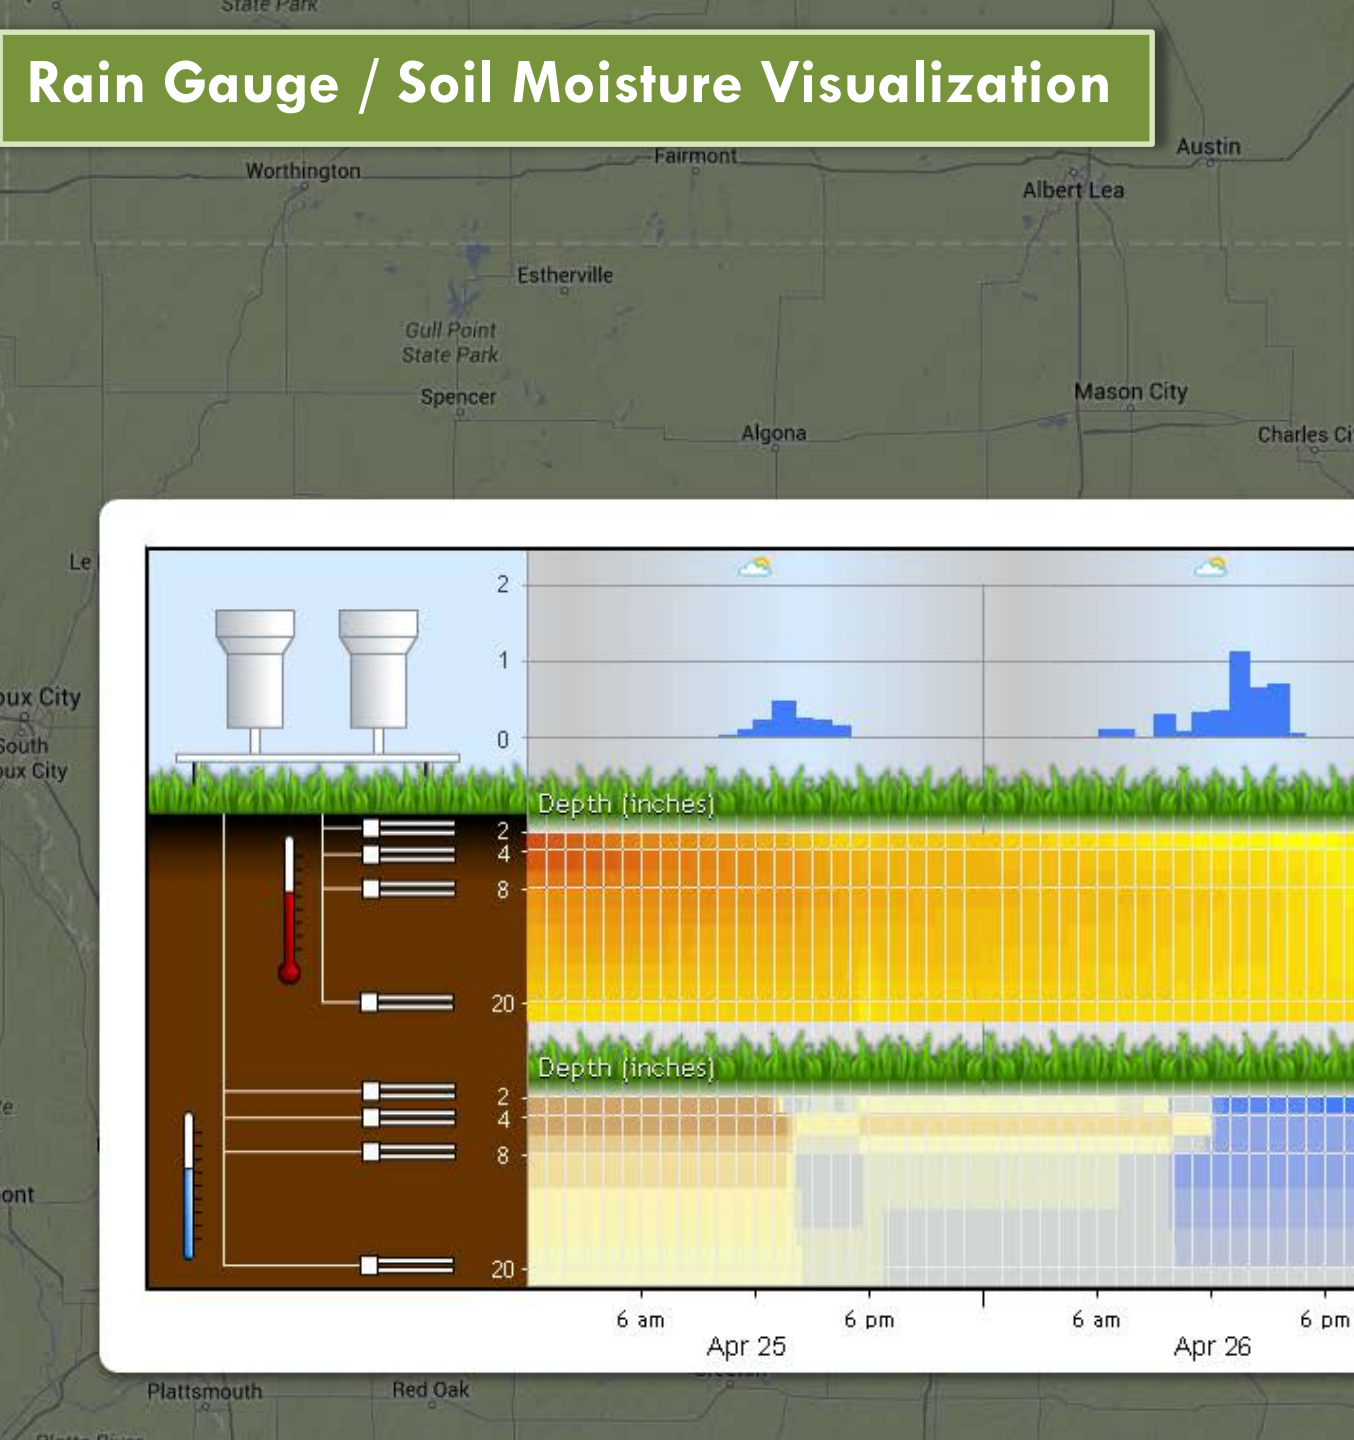 State Park
Rain Gauge / Soil Moisture Visualization
Worthington
Fairmont
Austin
Albert Lea
Estherville
Gull Point
State Park
Spencer
Mason City
Algona
Charles Ci
Le
oux City
South
oux City
2
1
0
Depth (inches)
2
4
8
20
Depth (inches)
2
4
8
20
ont
6 am
6 pm
6 am
6 pm
Apr 25
Apr 26
Plattsmouth
Red Oak